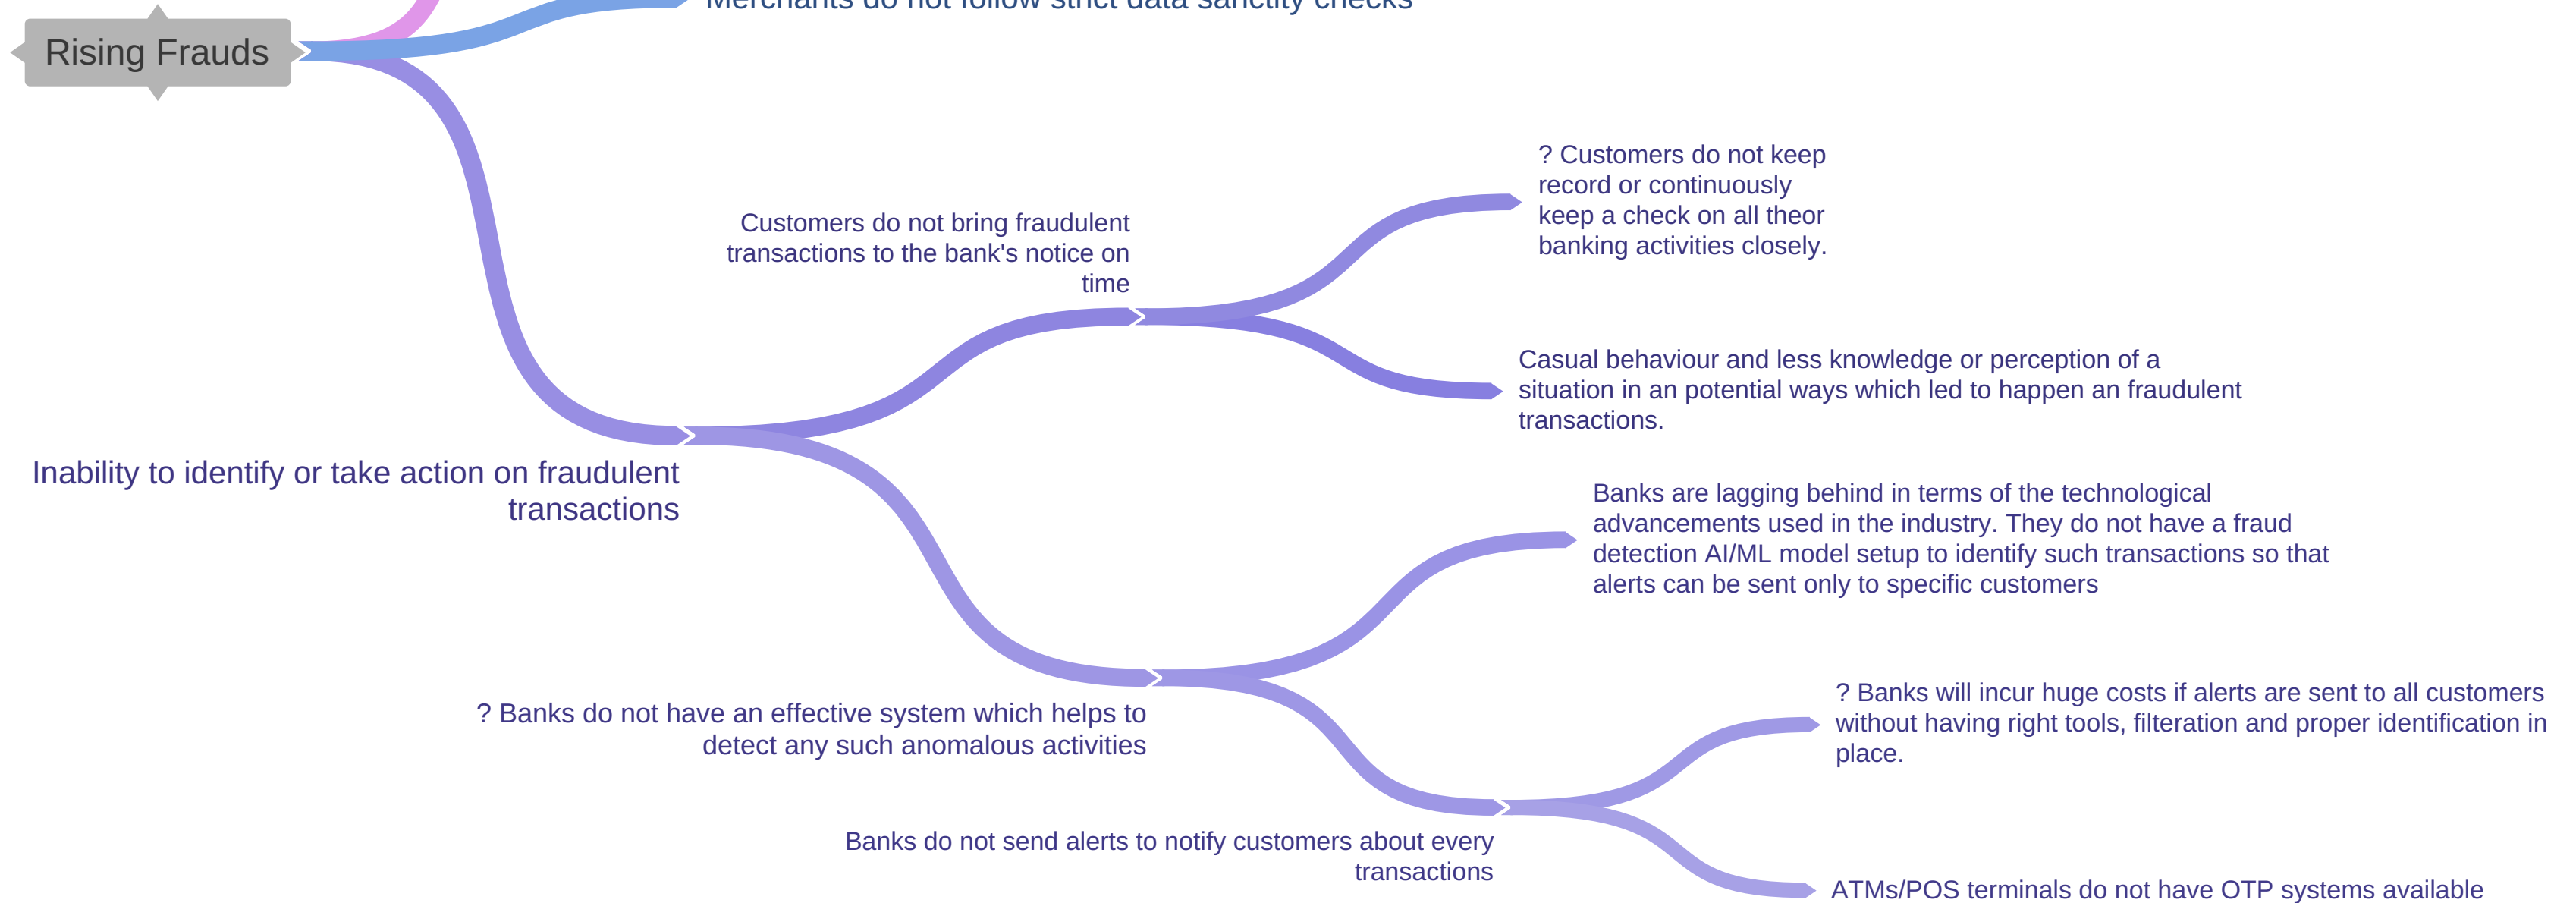 Merchants do not follow strict data sanctity checks
Rising Frauds
? Customers do not keep
record or continuously
keep a check on all theor
banking activities closely.
Customers do not bring fraudulent
transactions to the bank's notice on
time
Casual behaviour and less knowledge or perception of a
situation in an potential ways which led to happen an fraudulent
transactions.
Inability to identify or take action on fraudulent
transactions
Banks are lagging behind in terms of the technological
advancements used in the industry. They do not have a fraud
detection AI/ML model setup to identify such transactions so that
alerts can be sent only to specific customers
? Banks do not have an effective system which helps to
detect any such anomalous activities
? Banks will incur huge costs if alerts are sent to all customers
without having right tools, filteration and proper identification in
place.
Banks do not send alerts to notify customers about every
transactions
ATMs/POS terminals do not have OTP systems available